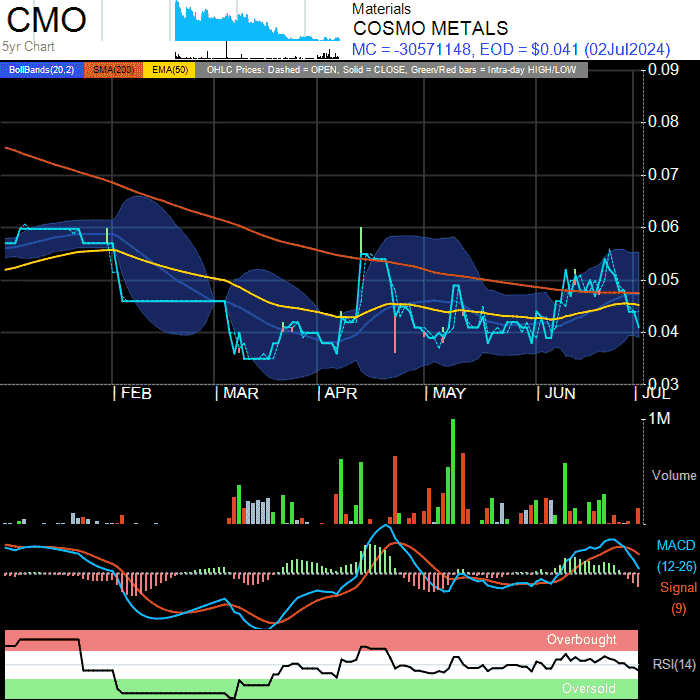 CMO
5yr Chart
Materials
COSMO METALS
MC = -30571148, EOD = $0.041 (02Jul2024)
BollBands(20,2) SMA(200) EMA(50) OHLC Prices: Dashed = OPEN, Solid = CLOSE, Green/Red bars = Intra-day HIGH/LOW
0.09
0.08
0.07
0.06
0.05
0.04
0.03
FEB MAR APR MAY JUN JUL
1M
Volume
MACD
(12-26)
Signal
(9)
Overbought
RSI(14)
Oversold